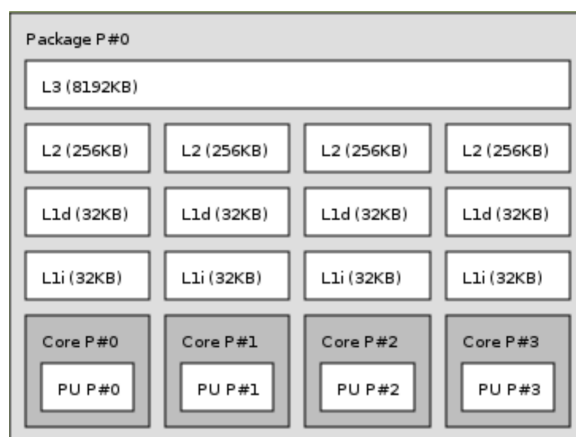 Package P#0
L3 (8192KB)
L2 (256KB) L2 (256KB) L2 (256KB) L2 (256KB)
L1d (32KB) L1d (32KB) L1d (32KB) L1d (32KB)
L1i (32KB) L1i (32KB) L1i (32KB) L1i (32KB)
Core P#0 Core P#1 Core P#2 Core P#3
PU P#0 PU P#1 PU P#2 PU P#3